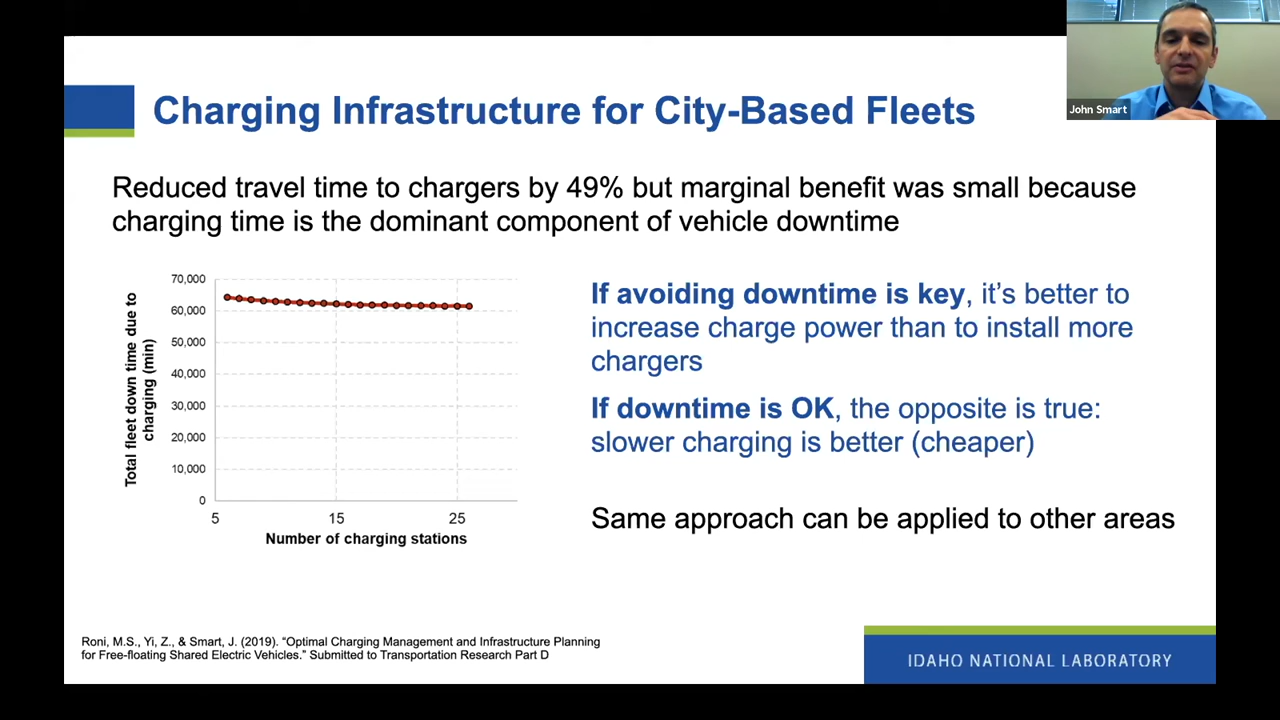 John Smart
Charging Infrastructure for City-Based Fleets
Reduced travel time to chargers by 49% but marginal benefit was small because
charging time is the dominant component of vehicle downtime
Total fleet down time due to
charging (min)
70,000
60,000
50,000
40,000
30,000
20,000
10,000
0
5
15
25
Number of charging stations
If avoiding downtime is key, it's better to
increase charge power than to install more
chargers
If downtime is OK, the opposite is true:
slower charging is better (cheaper)
Same approach can be applied to other areas
Roni, M.S., Yi, Z., & Smart, J. (2019). “Optimal Charging Management and Infrastructure Planning
for Free-floating Shared Electric Vehicles.” Submitted to Transportation Research Part D
IDAHO NATIONAL LABORATORY